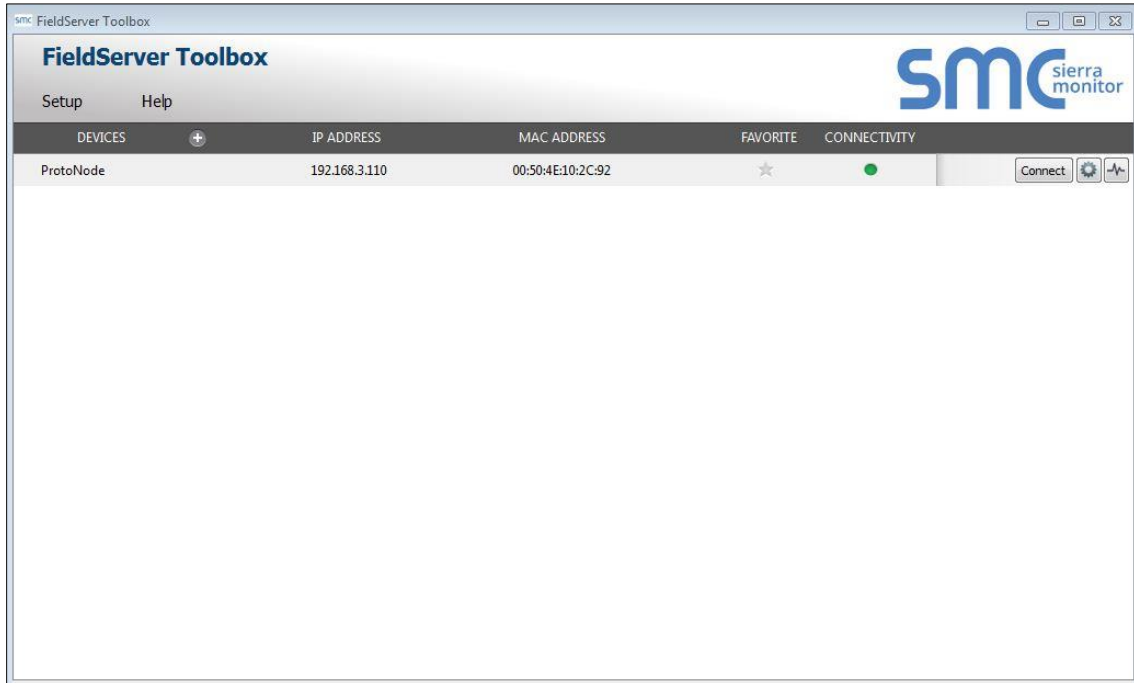 smc FieldServer Toolbox
FieldServer Toolbox
smc sierra monitor
Setup Help
DEVICES IP ADDRESS MAC ADDRESS FAVORITE CONNECTIVITY
ProtoNode 192.168.3.110 00:50:4E:10:2C:92 Connect